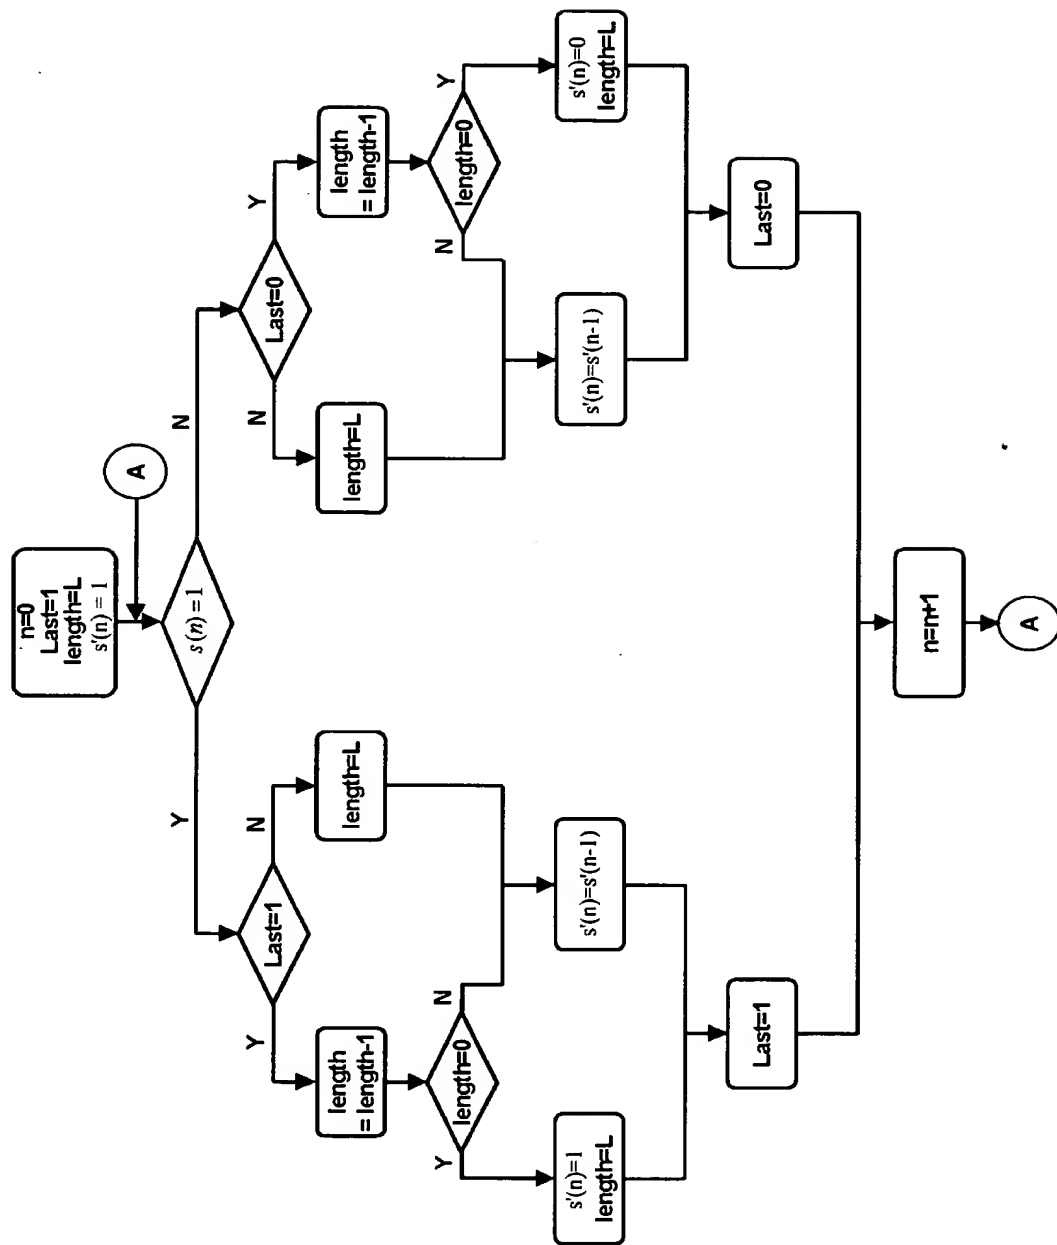 n=0
Last=1
length=L
s'(n) = 1
A
s(n) = 1
Y
N
Last=1
Y
N
length
= length-1
length=L
length=0
Y
N
s'(n)=1
length=L
s'(n)=s'(n-1)
Last=1
Last=0
N
Y
length=L
length
= length-1
length=0
N
Y
s'(n)=s'(n-1)
s'(n)=0
length=L
Last=0
n=n+1
A